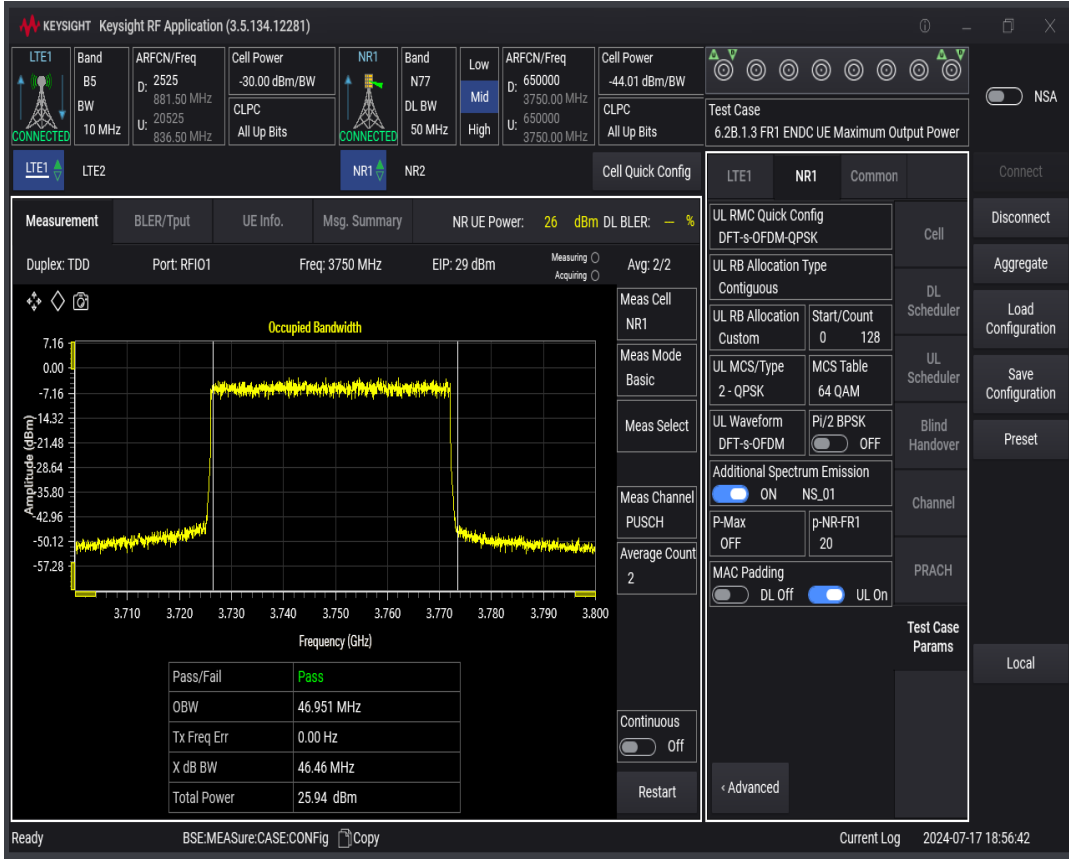 KEYSIGHT Keysight RF Application (3.5.134.12281)
LTE1
CONNECTED
Band
B5
BW
10 MHz
ARFCN/Freq
D: 2525
881.50 MHz
U: 20525
836.50 MHz
Cell Power
-30.00 dBm/BW
CLPC
All Up Bits
NR1
CONNECTED
Band
N77
DL BW
50 MHz
Low
Mid
High
ARFCN/Freq
D: 650000
3750.00 MHz
U: 650000
3750.00 MHz
Cell Power
-44.01 dBm/BW
CLPC
All Up Bits
Test Case
6.2B.1.3 FR1 ENDC UE Maximum Output Power
NSA
LTE1 LTE2 NR1 NR2 Cell Quick Config
Measurement BLER/Tput UE Info. Msg. Summary NR UE Power: 26 dBm DL BLER: — %
Duplex: TDD Port: RFIO1 Freq: 3750 MHz EIP: 29 dBm Measuring Acquiring Avg: 2/2
Occupied Bandwidth
Amplitude (dBm)
7.16
0.00
-7.16
-14.32
-21.48
-28.64
-35.80
-42.96
-50.12
-57.28
3.710 3.720 3.730 3.740 3.750 3.760 3.770 3.780 3.790 3.800
Frequency (GHz)
Pass/Fail Pass
OBW 46.951 MHz
Tx Freq Err 0.00 Hz
X dB BW 46.46 MHz
Total Power 25.94 dBm
Meas Cell
NR1
Meas Mode
Basic
Meas Select
Meas Channel
PUSCH
Average Count
2
Continuous
Off
Restart
LTE1 NR1 Common
UL RMC Quick Config
DFT-s-OFDM-QPSK
UL RB Allocation Type
Contiguous
UL RB Allocation Start/Count
Custom 0 128
UL MCS/Type MCS Table
2 - QPSK 64 QAM
UL Waveform Pi/2 BPSK
DFT-s-OFDM OFF
Additional Spectrum Emission
ON NS_01
P-Max p-NR-FR1
OFF 20
MAC Padding
DL Off UL On
‹ Advanced
Cell
DL
Scheduler
UL
Scheduler
Blind
Handover
Channel
PRACH
Test Case
Params
Connect
Disconnect
Aggregate
Load
Configuration
Save
Configuration
Preset
Local
Ready BSE:MEASure:CASE:CONFig Copy Current Log 2024-07-17 18:56:42